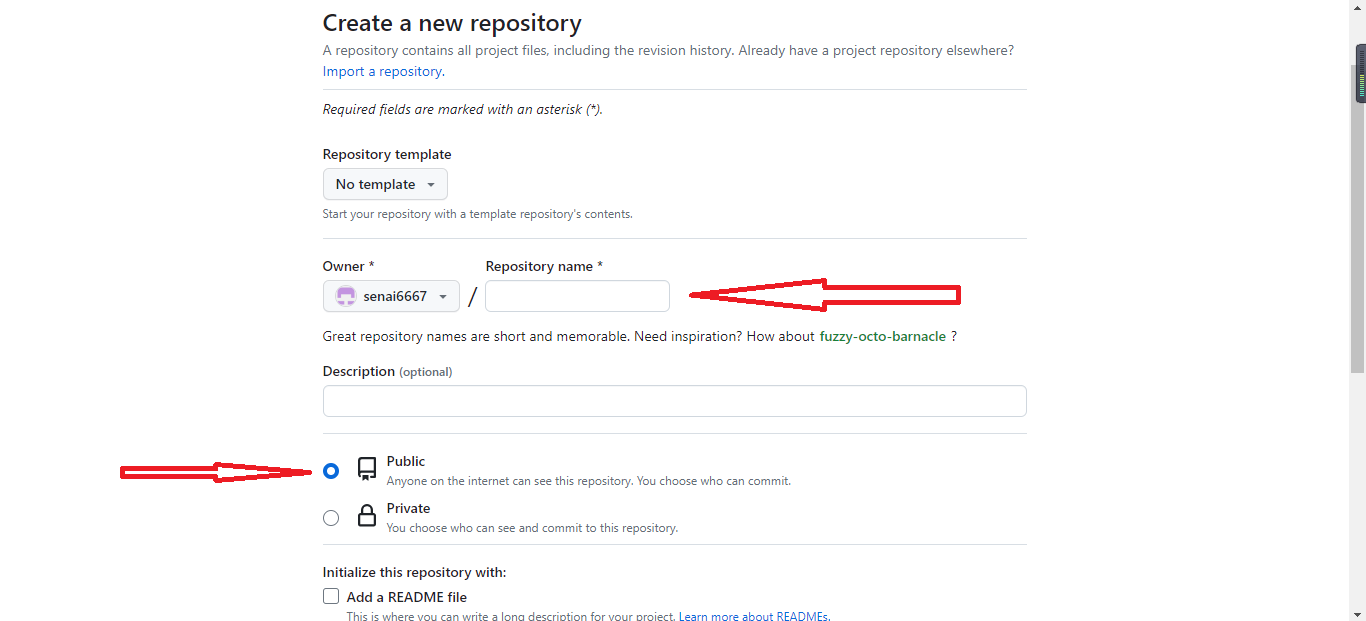 Create a new repository
A repository contains all project files, including the revision history. Already have a project repository elsewhere?
Import a repository.
Required fields are marked with an asterisk (*).
Repository template
No template
Start your repository with a template repository's contents.
Owner * Repository name *
senai6667 /
Great repository names are short and memorable. Need inspiration? How about fuzzy-octo-barnacle ?
Description (optional)
Public
Anyone on the internet can see this repository. You choose who can commit.
Private
You choose who can see and commit to this repository.
Initialize this repository with:
Add a README file
This is where you can write a long description for your project. Learn more about READMEs.